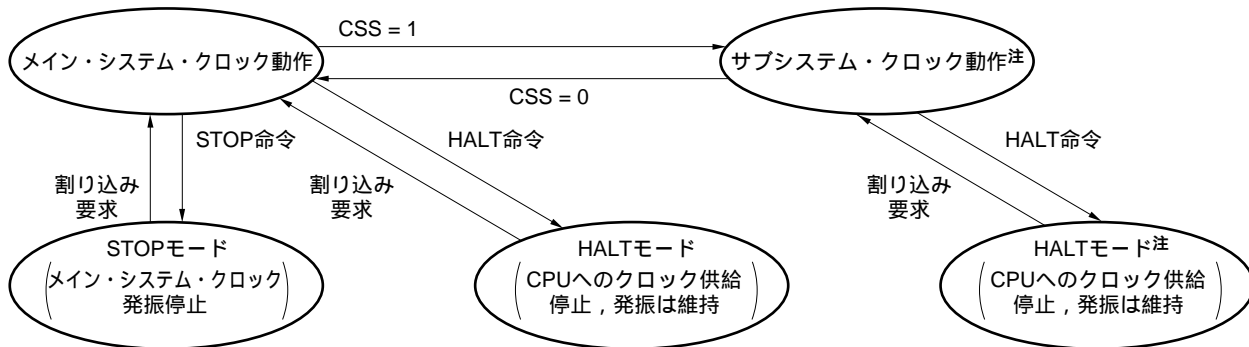 CSS = 1
メイン・システム・クロック動作
サブシステム・クロック動作注
CSS = 0
STOP命令
HALT命令
HALT命令
割り込み
要求
割り込み
要求
割り込み
要求
STOPモード
メイン・システム・クロック
発振停止
HALTモード
CPUへのクロック供給
停止，発振は維持
HALTモード注
CPUへのクロック供給
停止，発振は維持